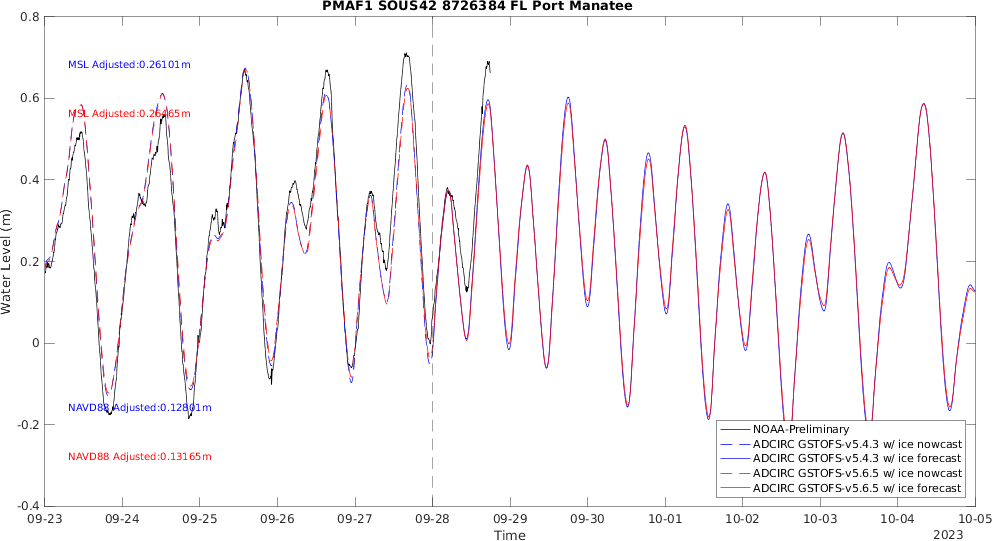 PMAF1 SOUS42 8726384 FL Port Manatee
0.8
0.6
0.4
0.2
0
-0.2
-0.4
Water Level (m)
MSL Adjusted:0.26101m
MSL Adjusted:0.26465m
NAVD88 Adjusted:0.12801m
NAVD88 Adjusted:0.13165m
NOAA-Preliminary
ADCIRC GSTOFS-v5.4.3 w/ ice nowcast
ADCIRC GSTOFS-v5.4.3 w/ ice forecast
ADCIRC GSTOFS-v5.6.5 w/ ice nowcast
ADCIRC GSTOFS-v5.6.5 w/ ice forecast
09-23 09-24 09-25 09-26 09-27 09-28 09-29 09-30 10-01 10-02 10-03 10-04 10-05
Time
2023